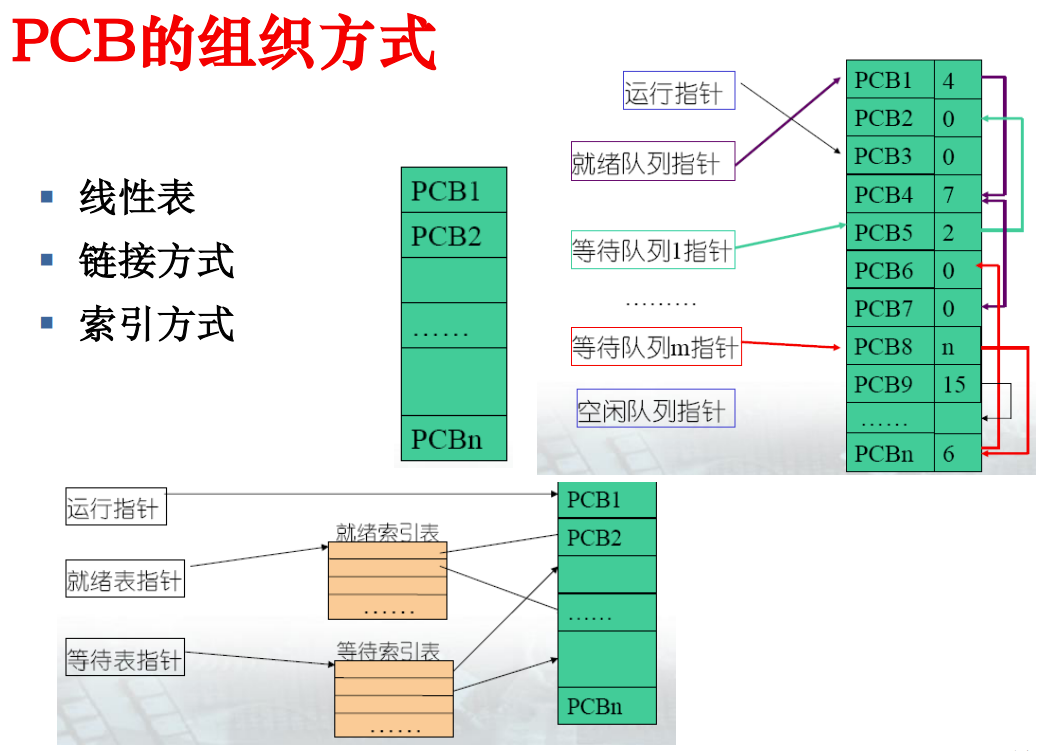 PCB的组织方式
线性表
链接方式
索引方式
PCB1
PCB2
……
PCBn
运行指针
就绪队列指针
等待队列1指针
………
等待队列m指针
空闲队列指针
PCB1 4
PCB2 0
PCB3 0
PCB4 7
PCB5 2
PCB6 0
PCB7 0
PCB8 n
PCB9 15
……
PCBn 6
运行指针
就绪表指针
等待表指针
就绪索引表
……
等待索引表
……
PCB1
PCB2
……
PCBn